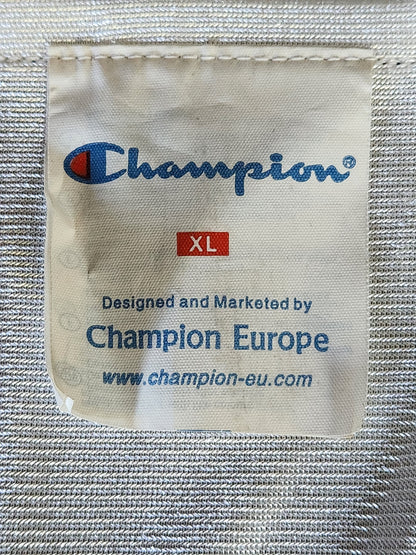 Champion®
XL
Designed and Marketed by
Champion Europe
www.champion-eu.com